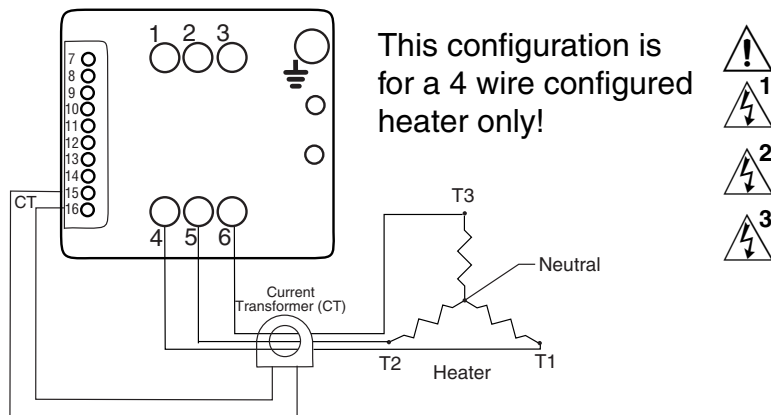 1 2 3
This configuration is
for a 4 wire configured
heater only!
!
1
2
3
7
8
9
10
11
12
13
14
15
CT
16
4 5 6
T3
Neutral
Current
Transformer (CT)
T2
T1
Heater